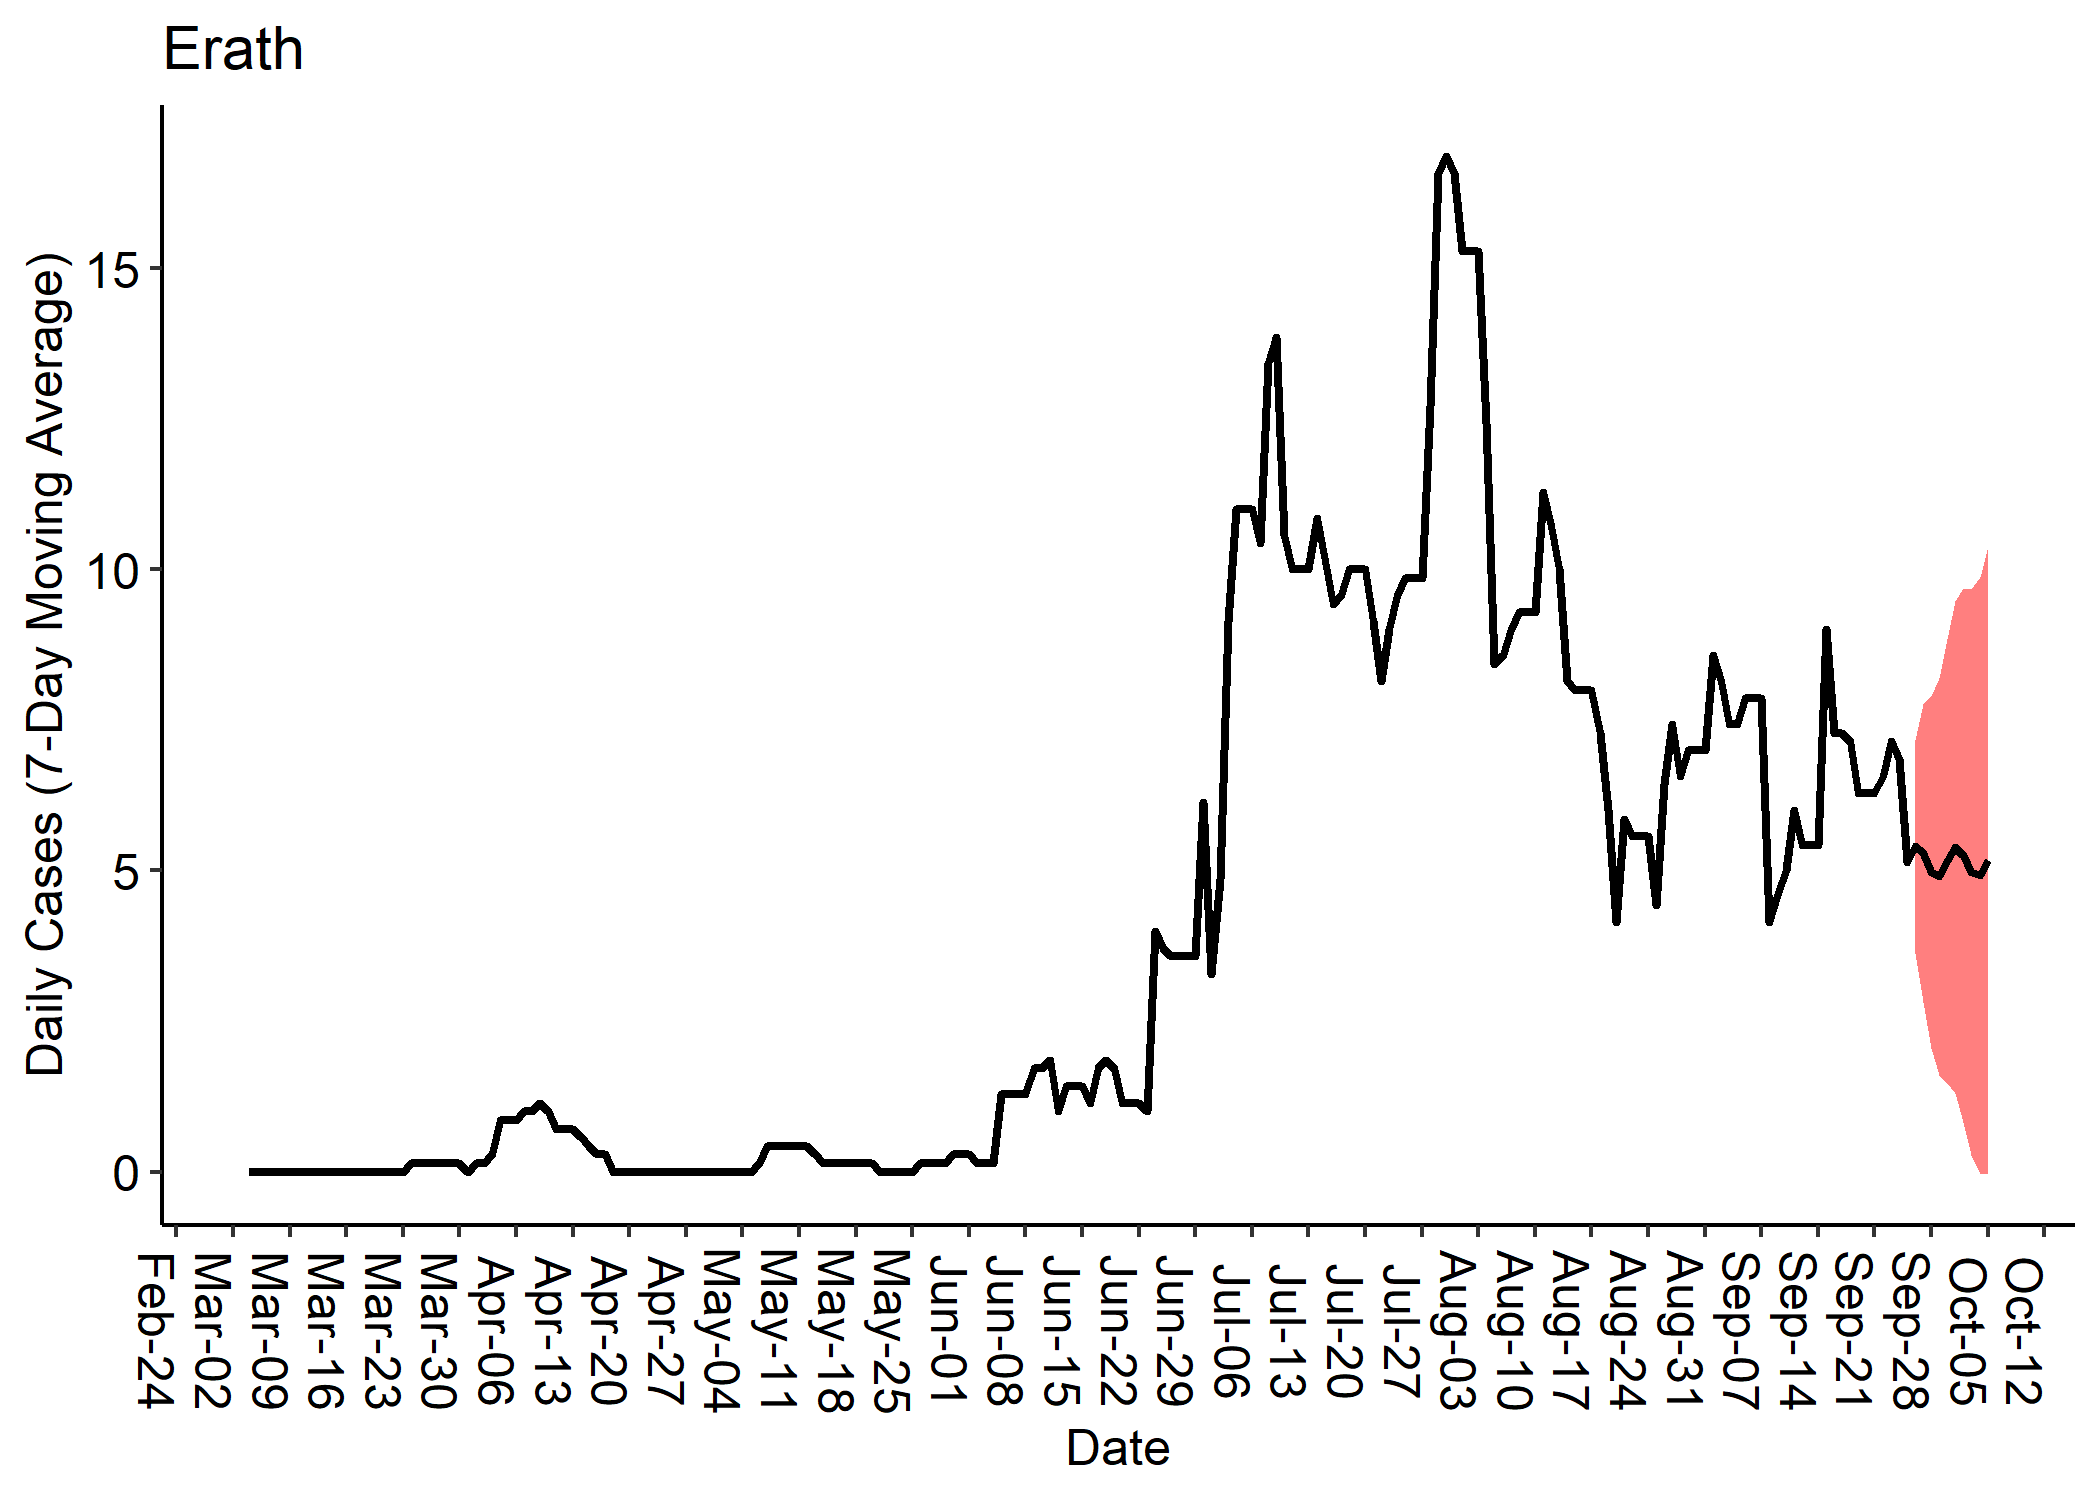 Erath
Daily Cases (7-Day Moving Average)
15
10
5
0
Feb-24
Mar-02
Mar-09
Mar-16
Mar-23
Mar-30
Apr-06
Apr-13
Apr-20
Apr-27
May-04
May-11
May-18
May-25
Jun-01
Jun-08
Jun-15
Jun-22
Jun-29
Jul-06
Jul-13
Jul-20
Jul-27
Aug-03
Aug-10
Aug-17
Aug-24
Aug-31
Sep-07
Sep-14
Sep-21
Sep-28
Oct-05
Oct-12
Date